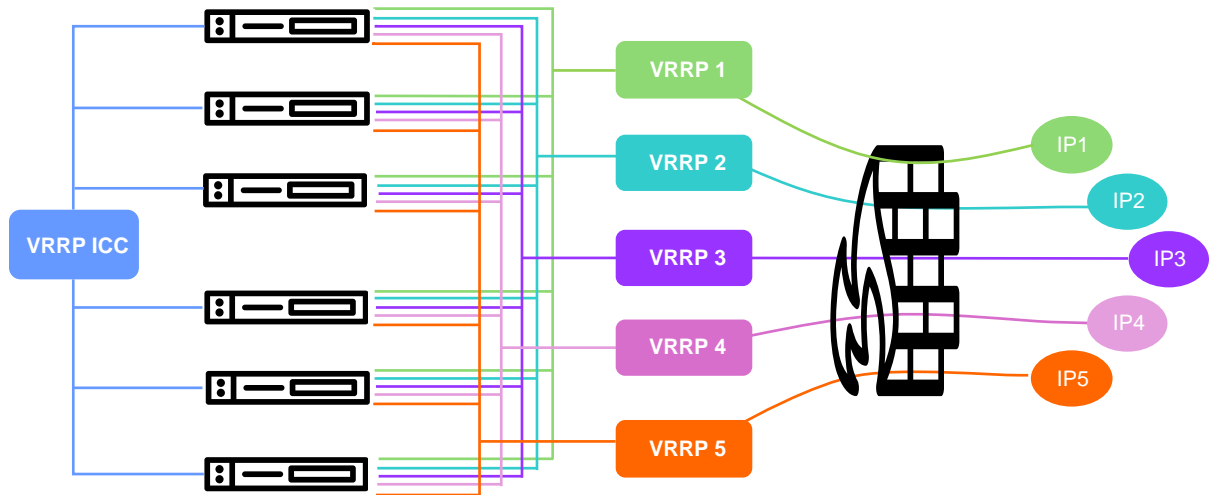 VRRP ICC
VRRP 1
VRRP 2
VRRP 3
VRRP 4
VRRP 5
IP1
IP2
IP3
IP4
IP5